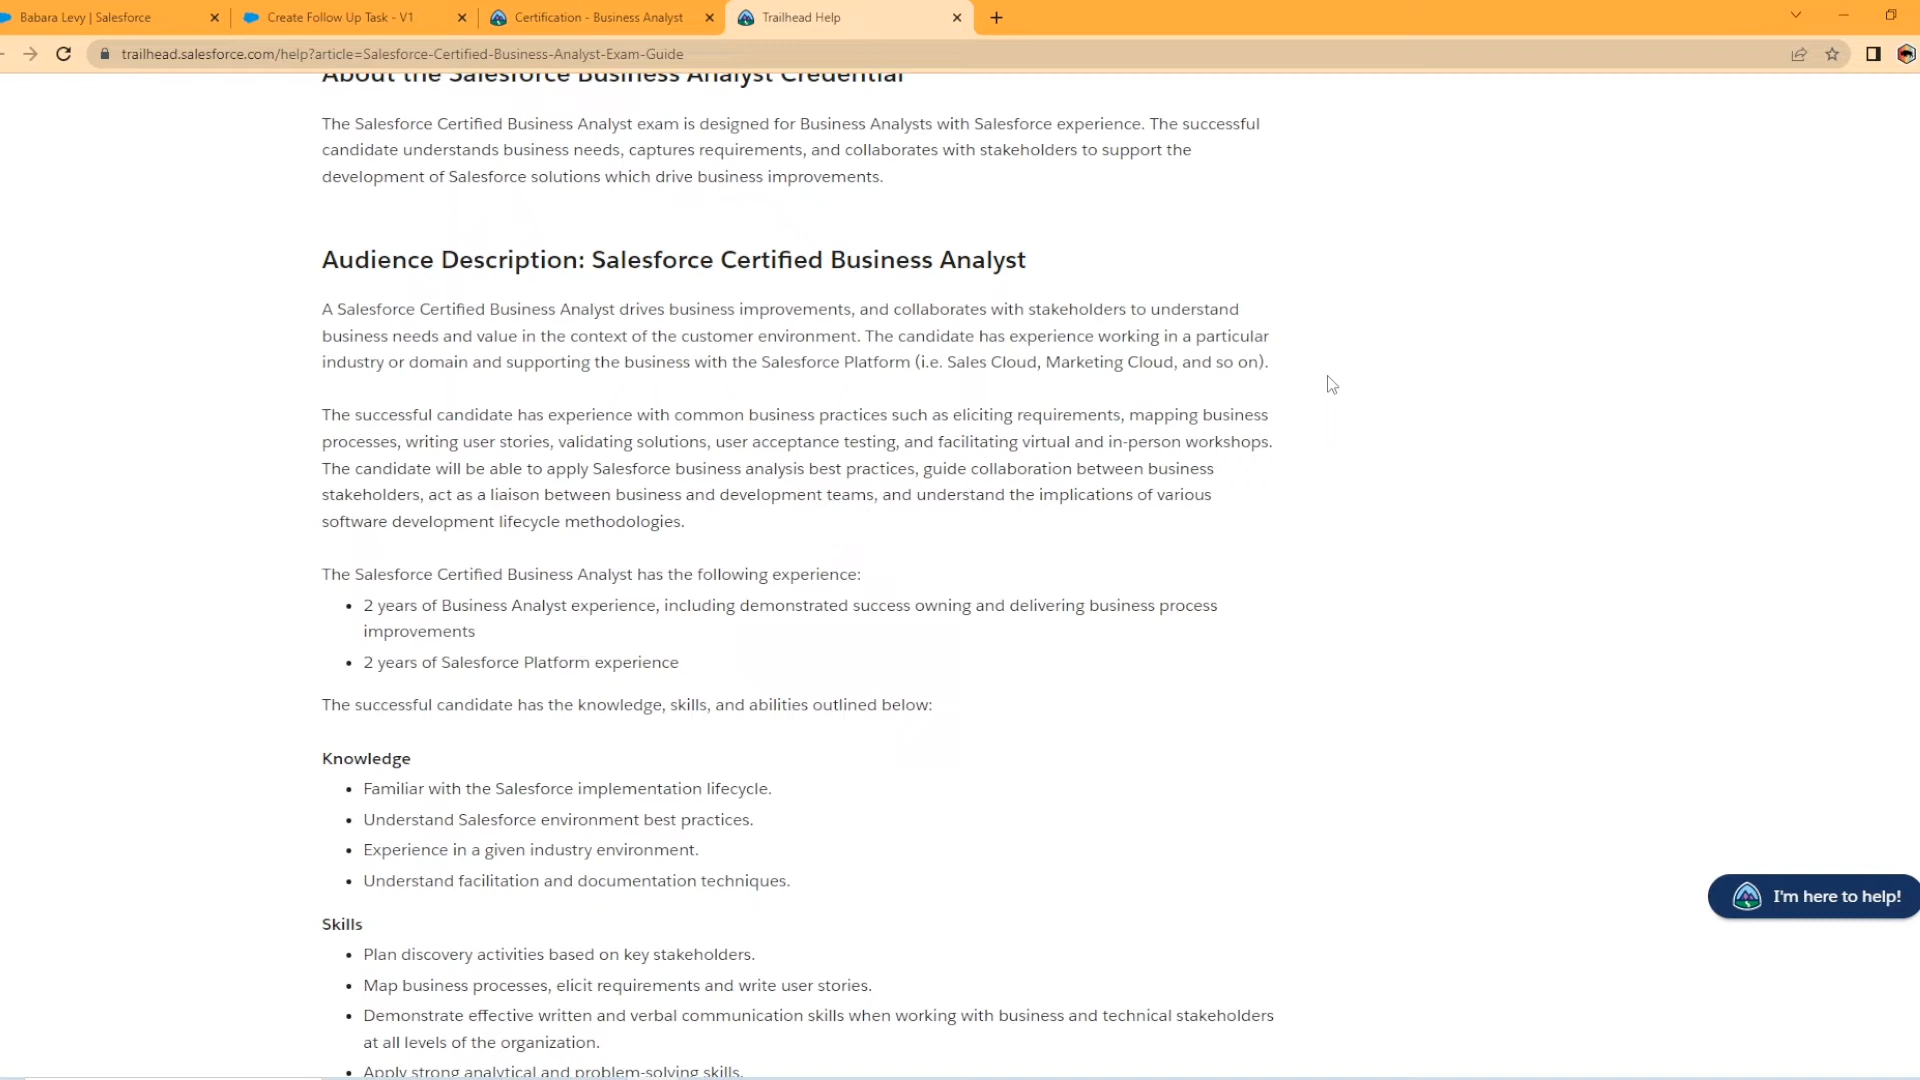 Babara Levy | Salesforce
Create Follow Up Task - V1
Certification - Business Analyst
Trailhead Help
trailhead.salesforce.com/help?article=Salesforce-Certified-Business-Analyst-Exam-Guide
About the Salesforce Business Analyst Credential
The Salesforce Certified Business Analyst exam is designed for Business Analysts with Salesforce experience. The successful
candidate understands business needs, captures requirements, and collaborates with stakeholders to support the
development of Salesforce solutions which drive business improvements.
Audience Description: Salesforce Certified Business Analyst
A Salesforce Certified Business Analyst drives business improvements, and collaborates with stakeholders to understand
business needs and value in the context of the customer environment. The candidate has experience working in a particular
industry or domain and supporting the business with the Salesforce Platform (i.e. Sales Cloud, Marketing Cloud, and so on).
The successful candidate has experience with common business practices such as eliciting requirements, mapping business
processes, writing user stories, validating solutions, user acceptance testing, and facilitating virtual and in-person workshops.
The candidate will be able to apply Salesforce business analysis best practices, guide collaboration between business
stakeholders, act as a liaison between business and development teams, and understand the implications of various
software development lifecycle methodologies.
The Salesforce Certified Business Analyst has the following experience:
• 2 years of Business Analyst experience, including demonstrated success owning and delivering business process
improvements
• 2 years of Salesforce Platform experience
The successful candidate has the knowledge, skills, and abilities outlined below:
Knowledge
• Familiar with the Salesforce implementation lifecycle.
• Understand Salesforce environment best practices.
• Experience in a given industry environment.
• Understand facilitation and documentation techniques.
Skills
• Plan discovery activities based on key stakeholders.
• Map business processes, elicit requirements and write user stories.
• Demonstrate effective written and verbal communication skills when working with business and technical stakeholders
at all levels of the organization.
• Apply strong analytical and problem-solving skills.
I'm here to help!